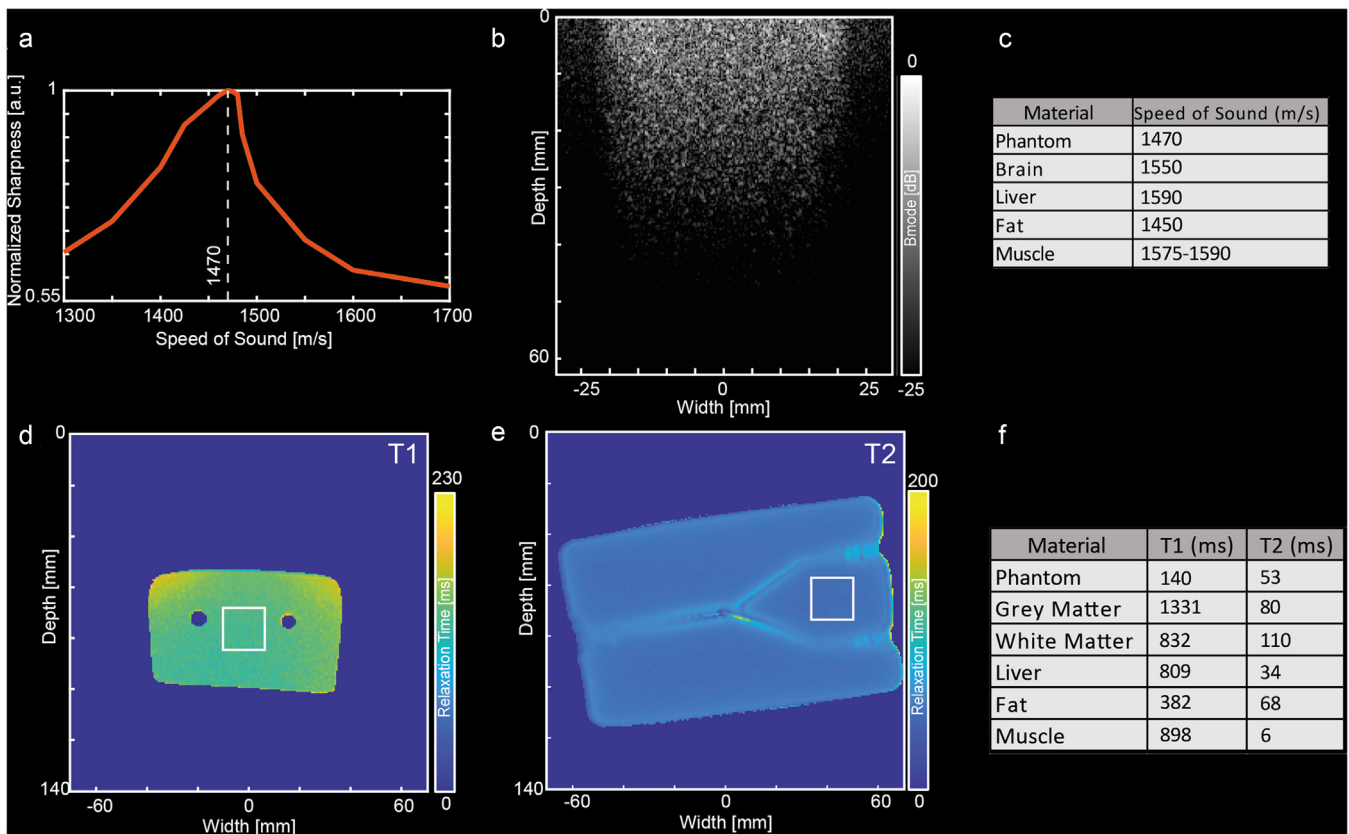 a
Normalized Sharpness [a.u.]
1
0.55
1470
1300 1400 1500 1600 1700
Speed of Sound [m/s]
b
0
Depth [mm]
60
-25 0 25
Width [mm]
0
Bmode [dB]
-25
c
Material Speed of Sound (m/s)
Phantom 1470
Brain 1550
Liver 1590
Fat 1450
Muscle 1575-1590
d
0
T1
Depth [mm]
140
-60 0 60
Width [mm]
230
Relaxation Time [ms]
0
e
0
T2
Depth [mm]
140
-60 0 60
Width [mm]
200
Relaxation Time [ms]
0
f
Material T1 (ms) T2 (ms)
Phantom 140 53
Grey Matter 1331 80
White Matter 832 110
Liver 809 34
Fat 382 68
Muscle 898 6